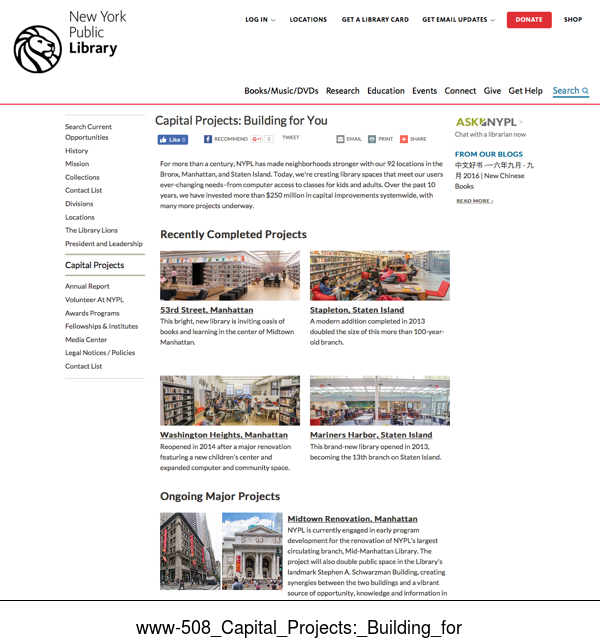 New York
Public
Library
LOG IN
LOCATIONS
GET A LIBRARY CARD
GET EMAIL UPDATES
DONATE
SHOP
Books/Music/DVDs Research Education Events Connect Give Get Help Search
Search Current
Opportunities
History
Mission
Collections
Contact List
Divisions
Locations
The Library Lions
President and Leadership
Capital Projects
Annual Report
Volunteer At NYPL
Awards Programs
Fellowships & Institutes
Media Center
Legal Notices / Policies
Contact List
Capital Projects: Building for You
Like 0
RECOMMEND
G+1 0
TWEET
EMAIL
PRINT
SHARE
For more than a century, NYPL has made neighborhoods stronger with our 92 locations in the
Bronx, Manhattan, and Staten Island. Today, we're creating library spaces that meet our users
ever-changing needs–from computer access to classes for kids and adults. Over the past 10
years, we have invested more than $250 million in capital improvements systemwide, with
many more projects underway.
Recently Completed Projects
53rd Street, Manhattan
This bright, new library is inviting oasis of
books and learning in the center of Midtown
Manhattan.
Stapleton, Staten Island
A modern addition completed in 2013
doubled the size of this more than 100-year-
old branch.
Washington Heights, Manhattan
Reopened in 2014 after a major renovation
featuring a new children's center and
expanded computer and community space.
Mariners Harbor, Staten Island
This brand-new library opened in 2013,
becoming the 13th branch on Staten Island.
Ongoing Major Projects
Midtown Renovation, Manhattan
NYPL is currently engaged in early program
development for the renovation of NYPL's largest
circulating branch, Mid-Manhattan Library. The
project will also double public space in the Library's
landmark Stephen A. Schwarzman Building, creating
synergies between the two buildings and a vibrant
source of opportunity, knowledge and information in
ASK NYPL >
Chat with a librarian now
FROM OUR BLOGS
中文好书 -一六年九月 - 九
月 2016 | New Chinese
Books
READ MORE ›
www-508_Capital_Projects:_Building_for